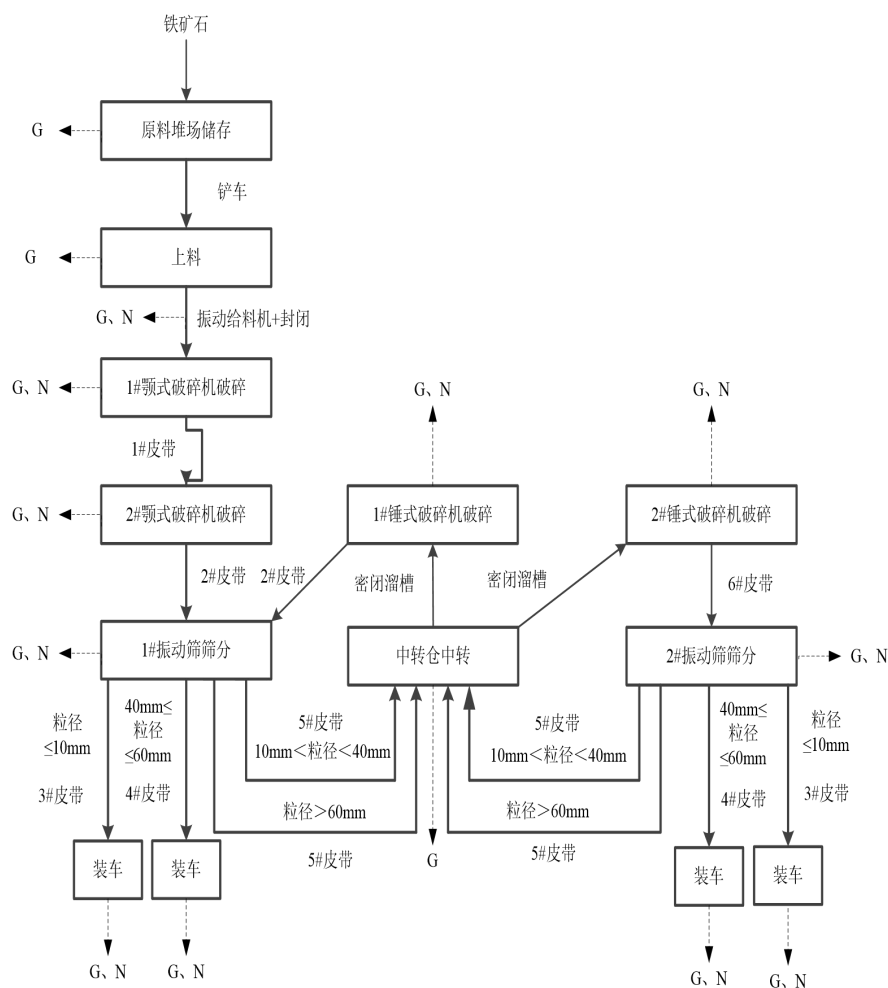 铁矿石
G
原料堆场储存
铲车
G
上料
G、N
振动给料机+封闭
G、N
1#颚式破碎机破碎
G、N
G、N
1#皮带
G、N
2#颚式破碎机破碎
1#锤式破碎机破碎
2#锤式破碎机破碎
2#皮带
2#皮带
密闭溜槽
密闭溜槽
6#皮带
G、N
1#振动筛筛分
中转仓中转
2#振动筛筛分
G、N
粒径
≤10mm
3#皮带
40mm≤
粒径
≤60mm
4#皮带
5#皮带
10mm＜粒径＜40mm
粒径＞60mm
5#皮带
5#皮带
10mm＜粒径＜40mm
粒径＞60mm
5#皮带
40mm≤
粒径
≤60mm
4#皮带
粒径
≤10mm
3#皮带
装车
装车
G
装车
装车
G、N
G、N
G、N
G、N